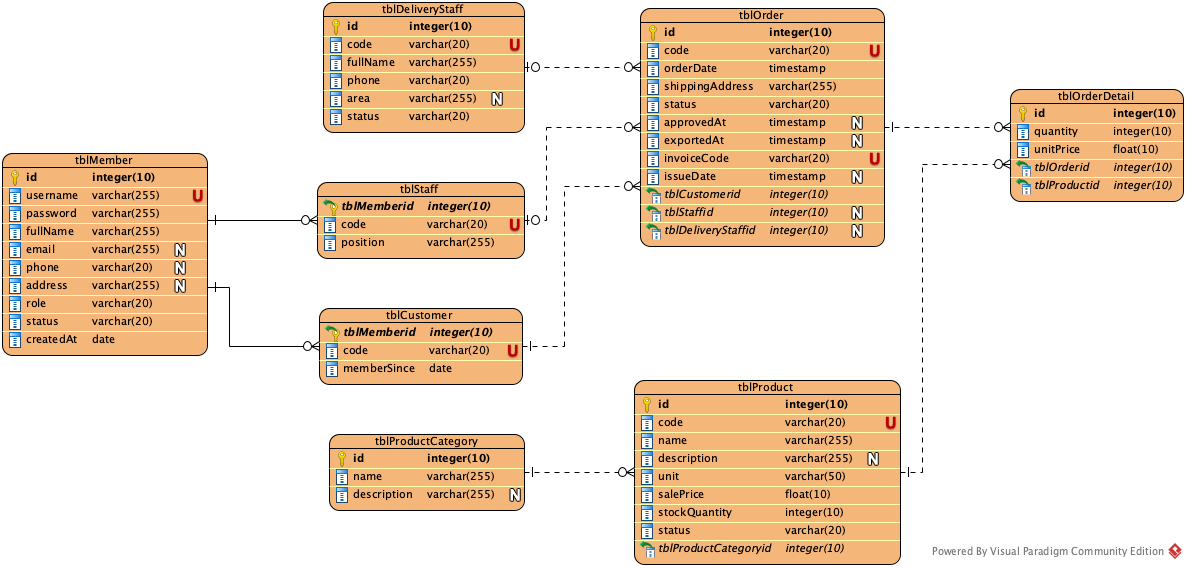 tblDeliveryStaff
id integer(10)
code varchar(20) U
fullName varchar(255)
phone varchar(20)
area varchar(255) N
status varchar(20)
tblOrder
id integer(10)
code varchar(20) U
orderDate timestamp
shippingAddress varchar(255)
status varchar(20)
approvedAt timestamp N
exportedAt timestamp N
invoiceCode varchar(20) U
issueDate timestamp N
tblCustomerid integer(10)
tblStaffid integer(10) N
tblDeliveryStaffid integer(10) N
tblOrderDetail
id integer(10)
quantity integer(10)
unitPrice float(10)
tblOrderid integer(10)
tblProductid integer(10)
tblMember
id integer(10)
username varchar(255) U
password varchar(255)
fullName varchar(255)
email varchar(255) N
phone varchar(20) N
address varchar(255) N
role varchar(20)
status varchar(20)
createdAt date
tblStaff
tblMemberid integer(10)
code varchar(20) U
position varchar(255)
tblCustomer
tblMemberid integer(10)
code varchar(20) U
memberSince date
tblProductCategory
id integer(10)
name varchar(255)
description varchar(255) N
tblProduct
id integer(10)
code varchar(20) U
name varchar(255)
description varchar(255) N
unit varchar(50)
salePrice float(10)
stockQuantity integer(10)
status varchar(20)
tblProductCategoryid integer(10)
Powered By Visual Paradigm Community Edition